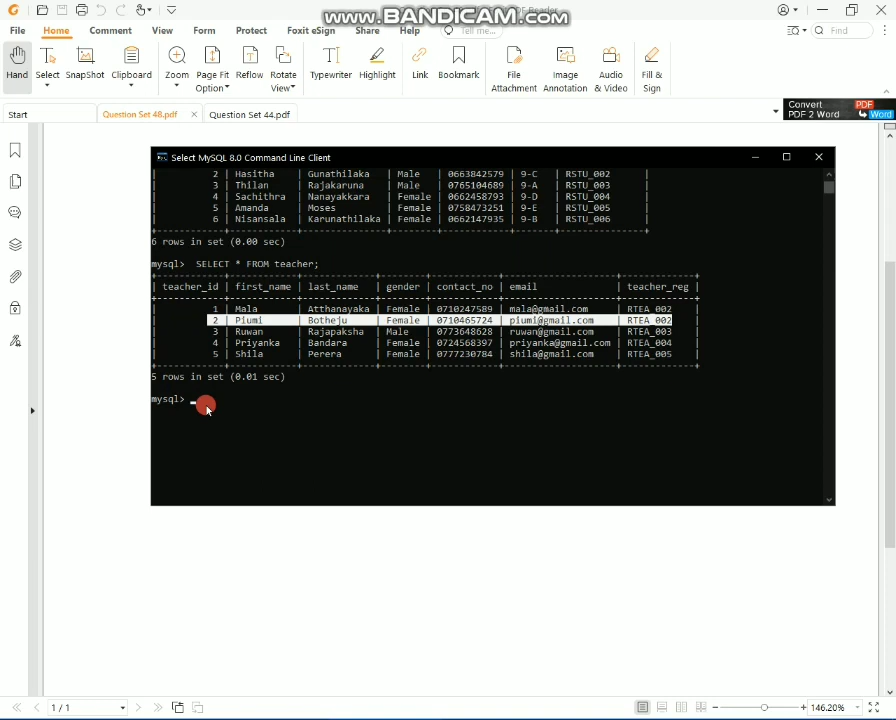 www.BANDICAM.com
File Home Comment View Form Protect Foxit eSign Share Help Tell me... Find
Hand Select SnapShot Clipboard Zoom Page Fit Option Reflow Rotate View Typewriter Highlight Link Bookmark File Attachment Image Annotation Audio & Video Fill & Sign
Start Question Set 48.pdf Question Set 44.pdf Convert PDF 2 Word PDF Word
Select MySQL 8.0 Command Line Client
| 2 | Hasitha | Gunathilaka | Male | 0663842579 | 9-C | RSTU_002 |
| 3 | Thilan | Rajakaruna | Male | 0765104689 | 9-A | RSTU_003 |
| 4 | Sachithra | Nanayakkara | Female | 0662458793 | 9-D | RSTU_004 |
| 5 | Amanda | Moses | Female | 0758473251 | 9-E | RSTU_005 |
| 6 | Nisansala | Karunathilaka | Female | 0662147935 | 9-B | RSTU_006 |
6 rows in set (0.00 sec)
mysql> SELECT * FROM teacher;
| teacher_id | first_name | last_name | gender | contact_no | email | teacher_reg |
| 1 | Mala | Atthanayaka | Female | 0710247589 | mala@gmail.com | RTEA_002 |
| 2 | Piumi | Botheju | Female | 0710465724 | piumi@gmail.com | RTEA_002 |
| 3 | Ruwan | Rajapaksha | Male | 0773648628 | ruwan@gmail.com | RTEA_003 |
| 4 | Priyanka | Bandara | Female | 0724568397 | priyanka@gmail.com | RTEA_004 |
| 5 | Shila | Perera | Female | 0777230784 | shila@gmail.com | RTEA_005 |
5 rows in set (0.01 sec)
mysql>
1 / 1 146.20%